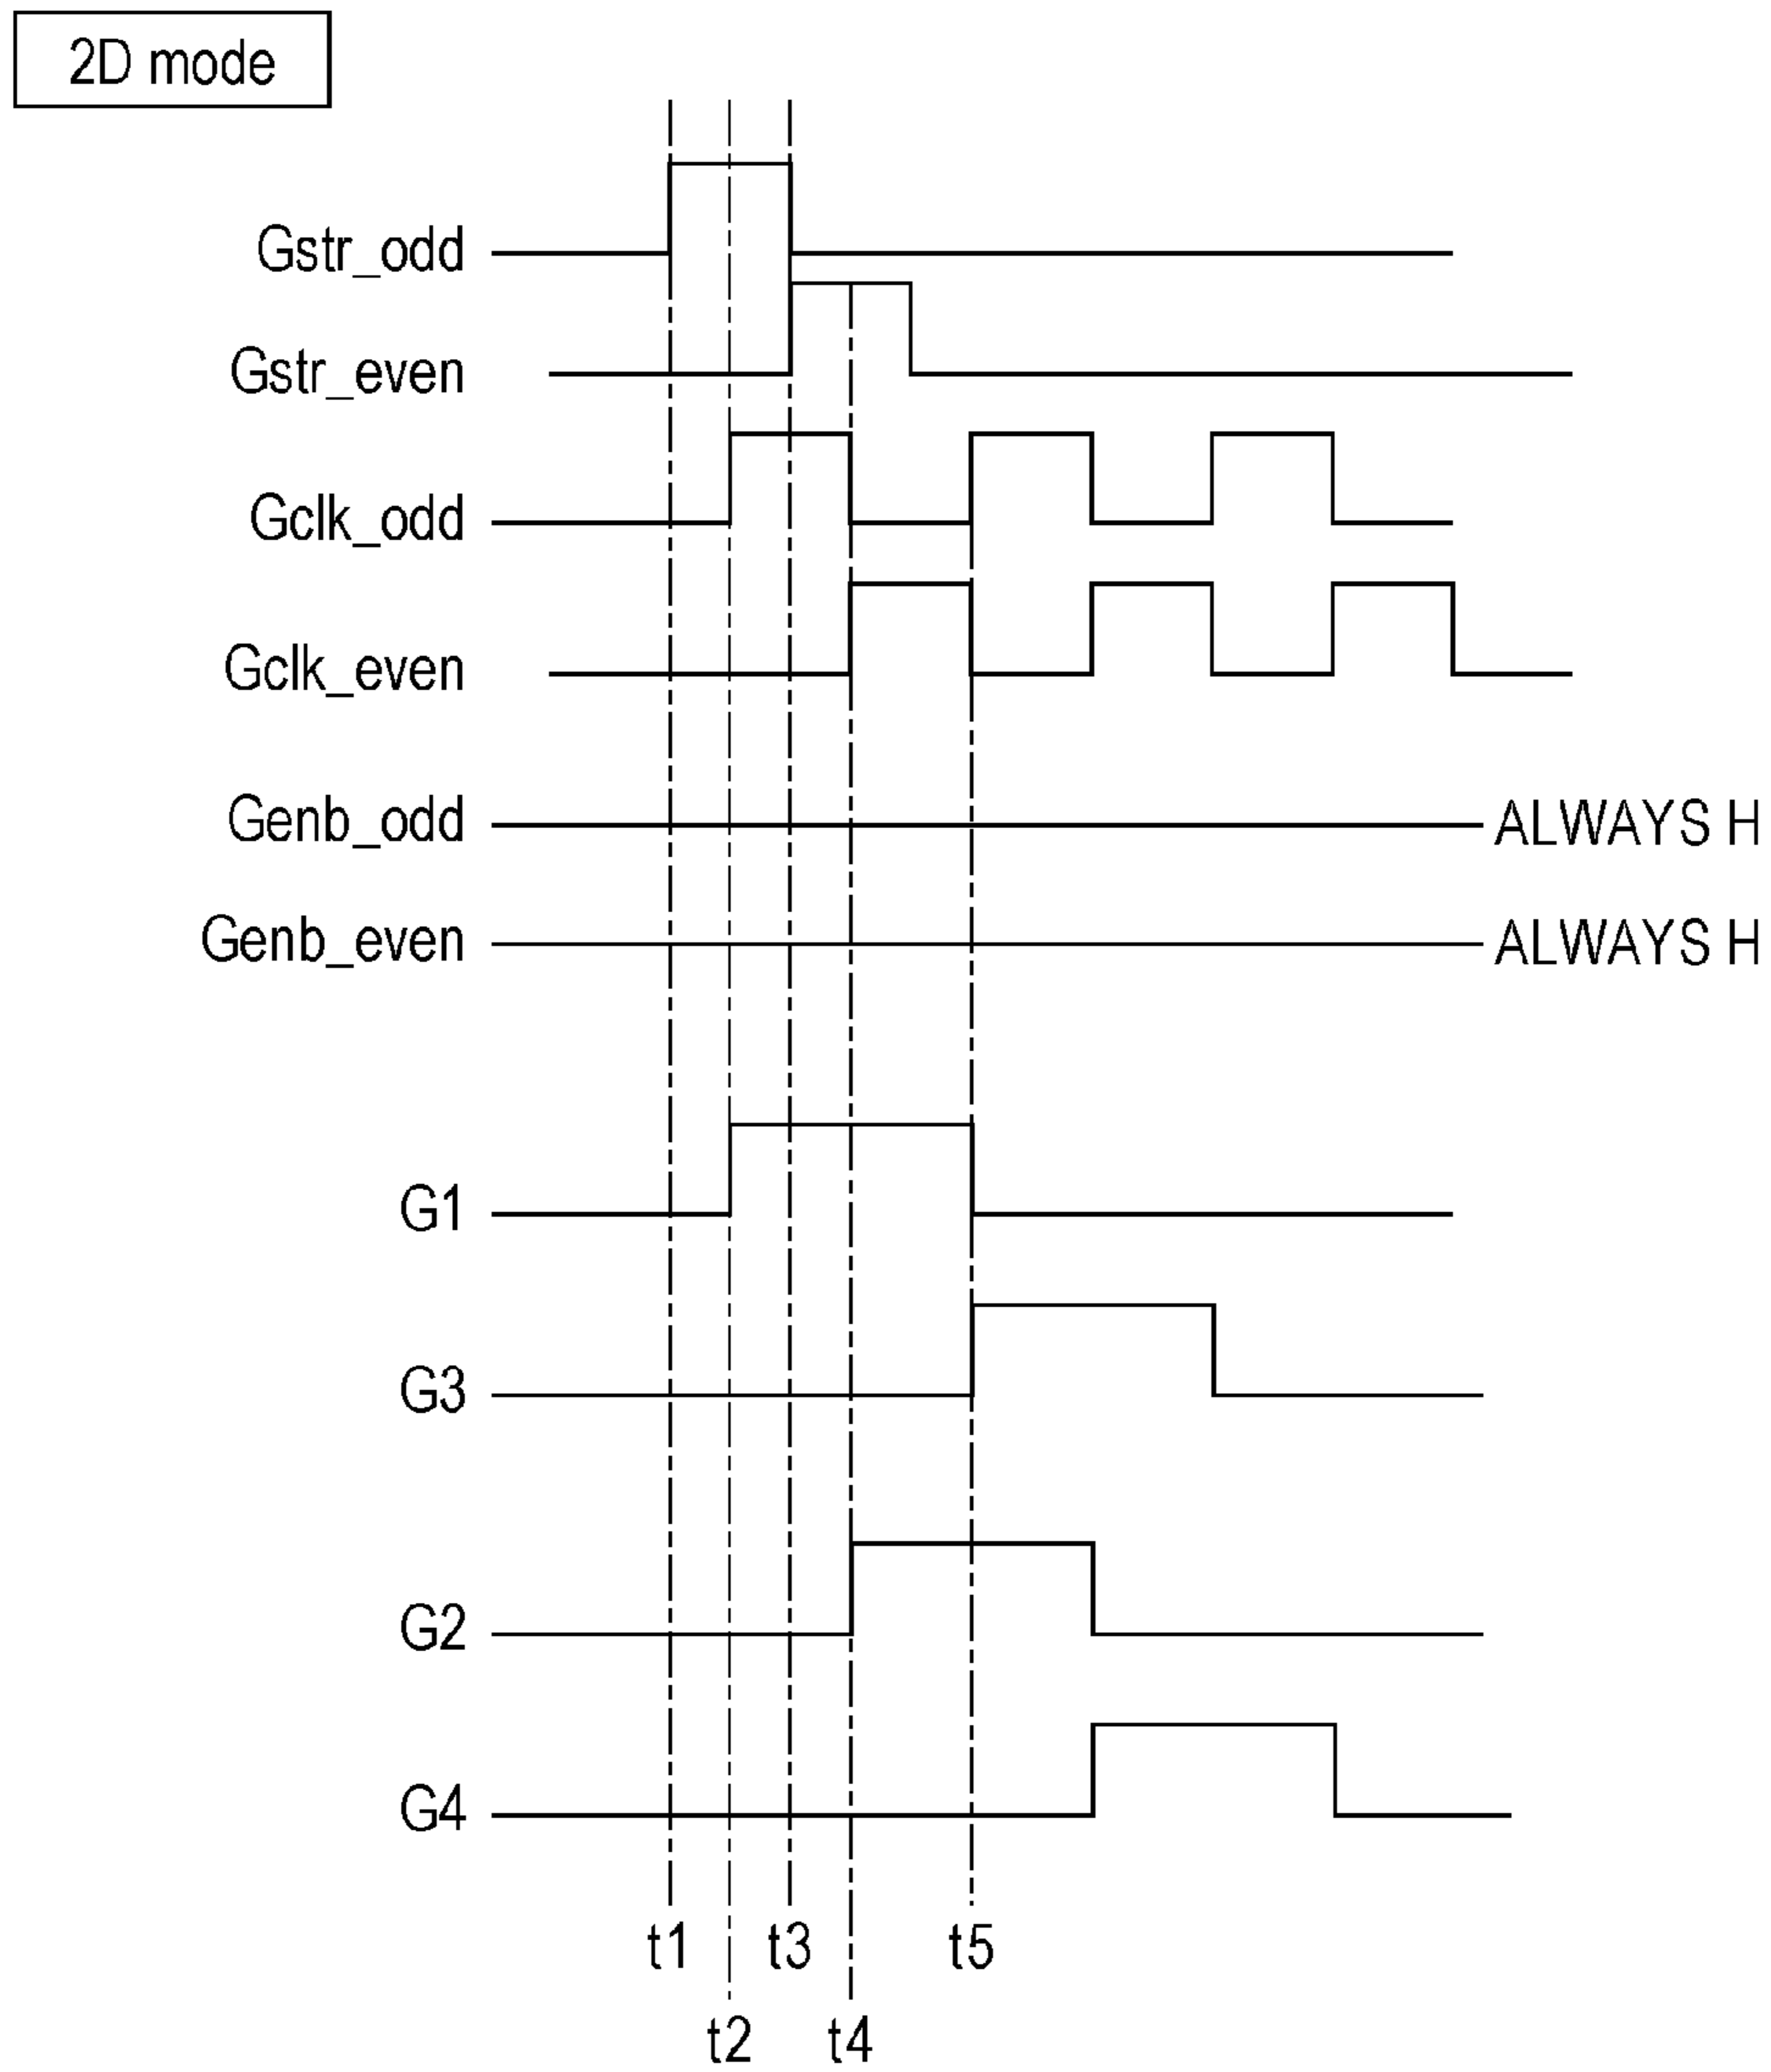 2D mode
Gstr_odd
Gstr_even
Gclk_odd
Gclk_even
Genb_odd ALWAYS H
Genb_even ALWAYS H
G1
G3
G2
G4
t1 t3 t5
t2 t4